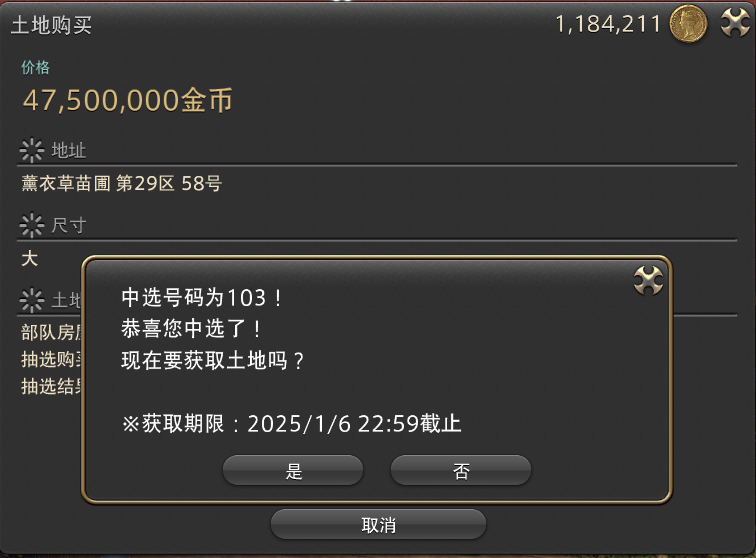 土地购买
1,184,211
价格
47,500,000金币
地址
薰衣草苗圃 第29区 58号
尺寸
大
土地
部队房屋
抽选购买
抽选结果
中选号码为103！
恭喜您中选了！
现在要获取土地吗？
※获取期限：2025/1/6 22:59截止
是
否
取消